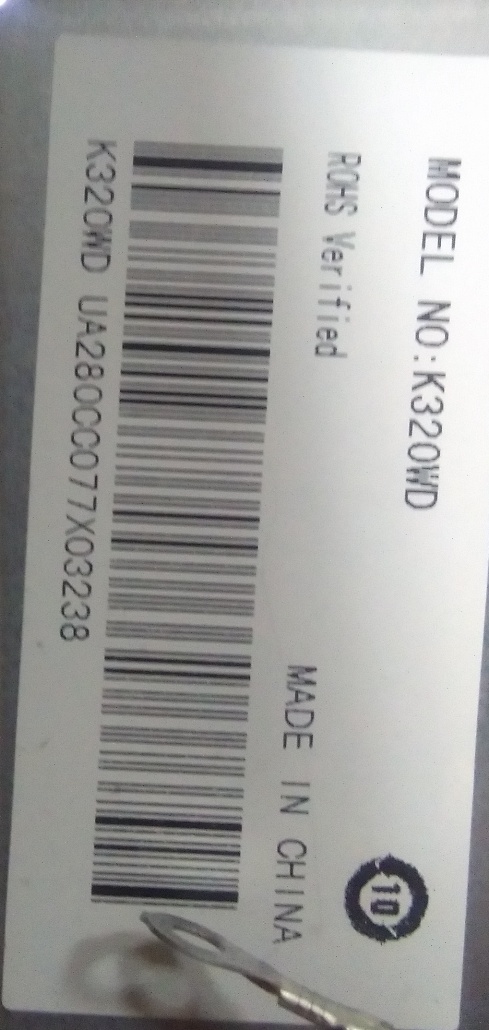 MODEL NO:K320WD
ROHS Verified
10
MADE IN CHINA
K320WD UA280CC077X03238